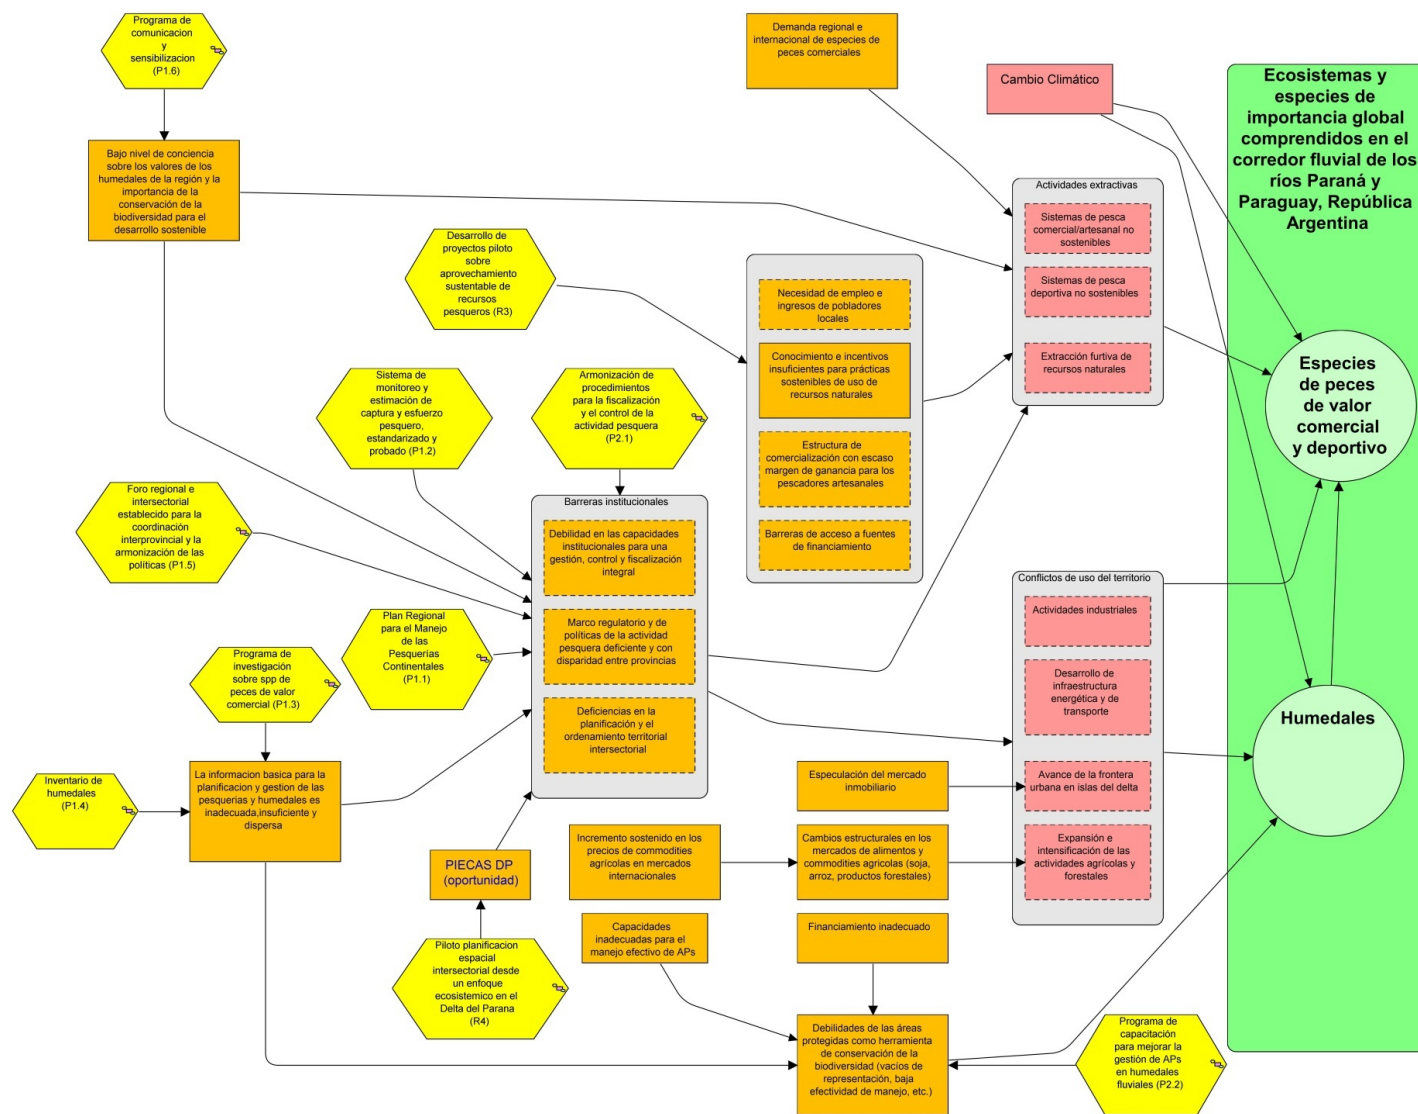 Programa de
comunicacion
y
sensibilizacion
(P1.6)
Demanda regional e
internacional de especies de
peces comerciales
Cambio Climático
Ecosistemas y
especies de
importancia global
comprendidos en el
corredor fluvial de los
ríos Paraná y
Paraguay, República
Argentina
Bajo nivel de conciencia
sobre los valores de los
humedales de la región y la
importancia de la
conservación de la
biodiversidad para el
desarrollo sostenible
Actividades extractivas
Sistemas de pesca
comercial/artesanal no
sostenibles
Sistemas de pesca
deportiva no sostenibles
Extracción furtiva de
recursos naturales
Desarrollo de
proyectos piloto
sobre
aprovechamiento
sustentable de
recursos
pesqueros (R3)
Necesidad de empleo e
ingresos de pobladores
locales
Conocimiento e incentivos
insuficientes para prácticas
sostenibles de uso de
recursos naturales
Estructura de
comercialización con escaso
margen de ganancia para los
pescadores artesanales
Barreras de acceso a fuentes
de financiamiento
Especies
de peces
de valor
comercial
y deportivo
Sistema de
monitoreo y
estimación de
captura y esfuerzo
pesquero,
estandarizado y
probado (P1.2)
Armonización de
procedimientos
para la fiscalización
y el control de la
actividad pesquera
(P2.1)
Foro regional e
intersectorial
establecido para la
coordinación
interprovincial y la
armonización de las
políticas (P1.5)
Barreras institucionales
Debilidad en las capacidades
institucionales para una
gestión, control y fiscalización
integral
Marco regulatorio y de
políticas de la actividad
pesquera deficiente y con
disparidad entre provincias
Deficiencias en la
planificación y el
ordenamiento territorial
intersectorial
Plan Regional
para el Manejo
de las
Pesquerías
Continentales
(P1.1)
Programa de
investigación
sobre spp de
peces de valor
comercial (P1.3)
Conflictos de uso del territorio
Actividades industriales
Desarrollo de
infraestructura
energética y de
transporte
Avance de la frontera
urbana en islas del delta
Expansión e
intensificación de las
actividades agrícolas y
forestales
Humedales
Inventario de
humedales
(P1.4)
La informacion basica para la
planificacion y gestion de las
pesquerias y humedales es
inadecuada,insuficiente y
dispersa
Especulación del mercado
inmobiliario
Incremento sostenido en los
precios de commodities
agrícolas en mercados
internacionales
Cambios estructurales en los
mercados de alimentos y
commodities agricolas (soja,
arroz, productos forestales)
PIECAS DP
(oportunidad)
Capacidades
inadecuadas para el
manejo efectivo de APs
Financiamiento inadecuado
Piloto planificacion
espacial
intersectorial desde
un enfoque
ecosistemico en el
Delta del Parana
(R4)
Debilidades de las áreas
protegidas como herramienta
de conservación de la
biodiversidad (vacíos de
representación, baja
efectividad de manejo, etc.)
Programa de
capacitación
para mejorar la
gestión de APs
en humedales
fluviales (P2.2)